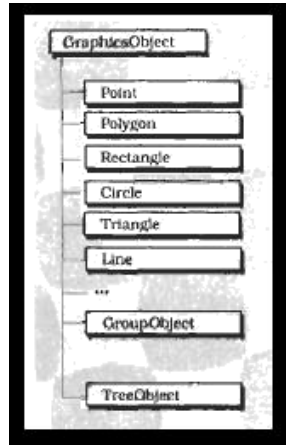 GraphicsObject
Point
Polygon
Rectangle
Circle
Triangle
Line
...
GroupObject
TreeObject